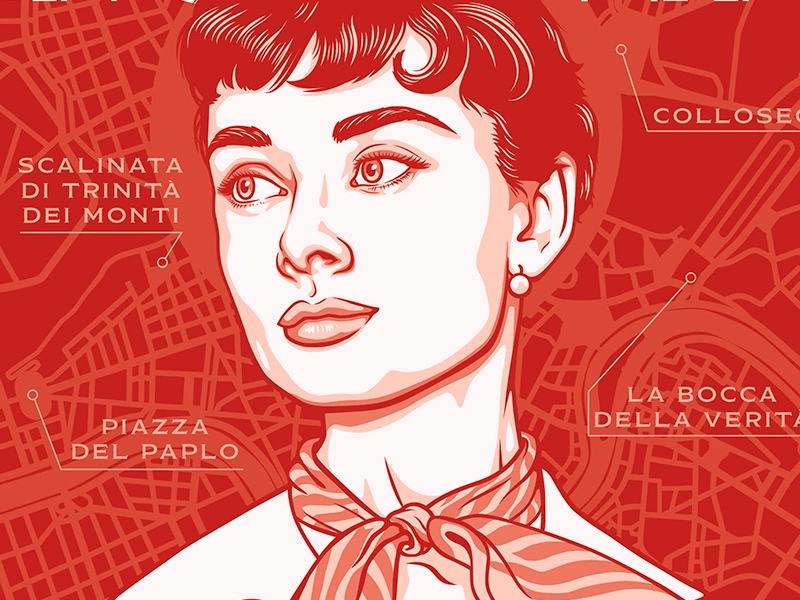 COLLOSEO
SCALINATA
DI TRINITÀ
DEI MONTI
LA BOCCA
DELLA VERITA
PIAZZA
DEL PAPLO